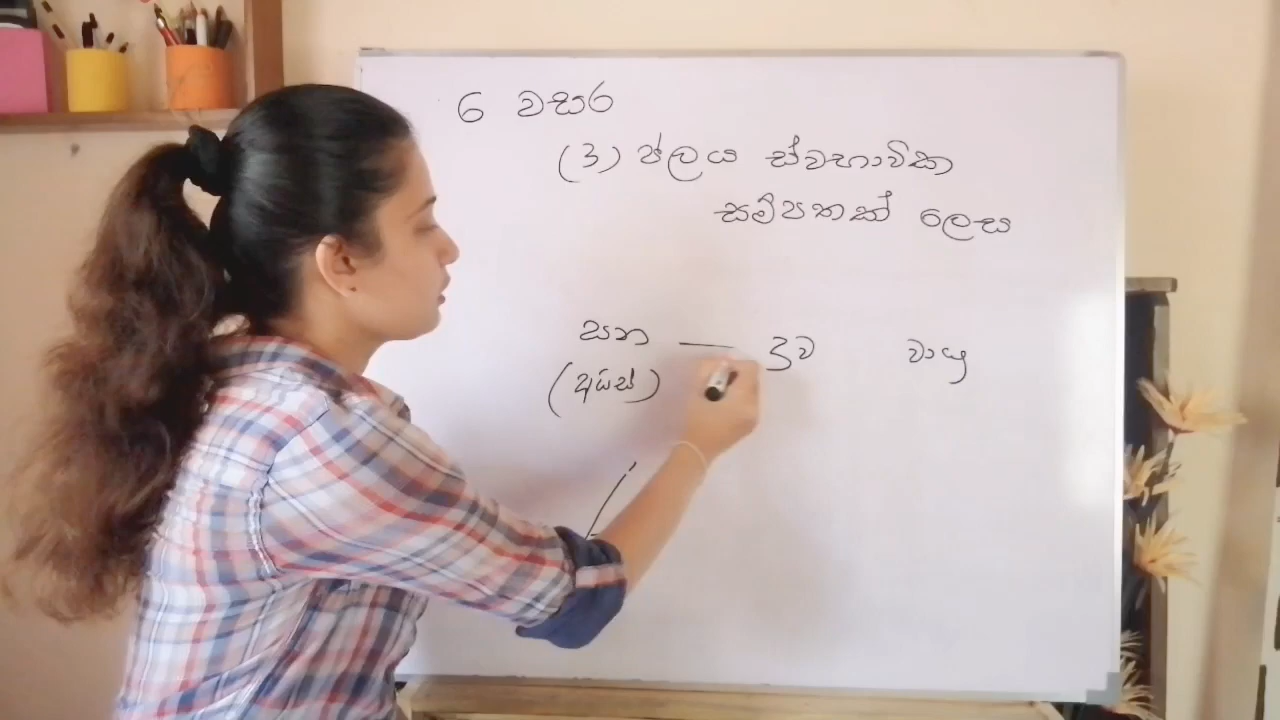 6 වසර
(3) ජලය ස්වභාවික
සම්පතක් ලෙස
ඝන — ද්‍රව වායු
(අයිස්)